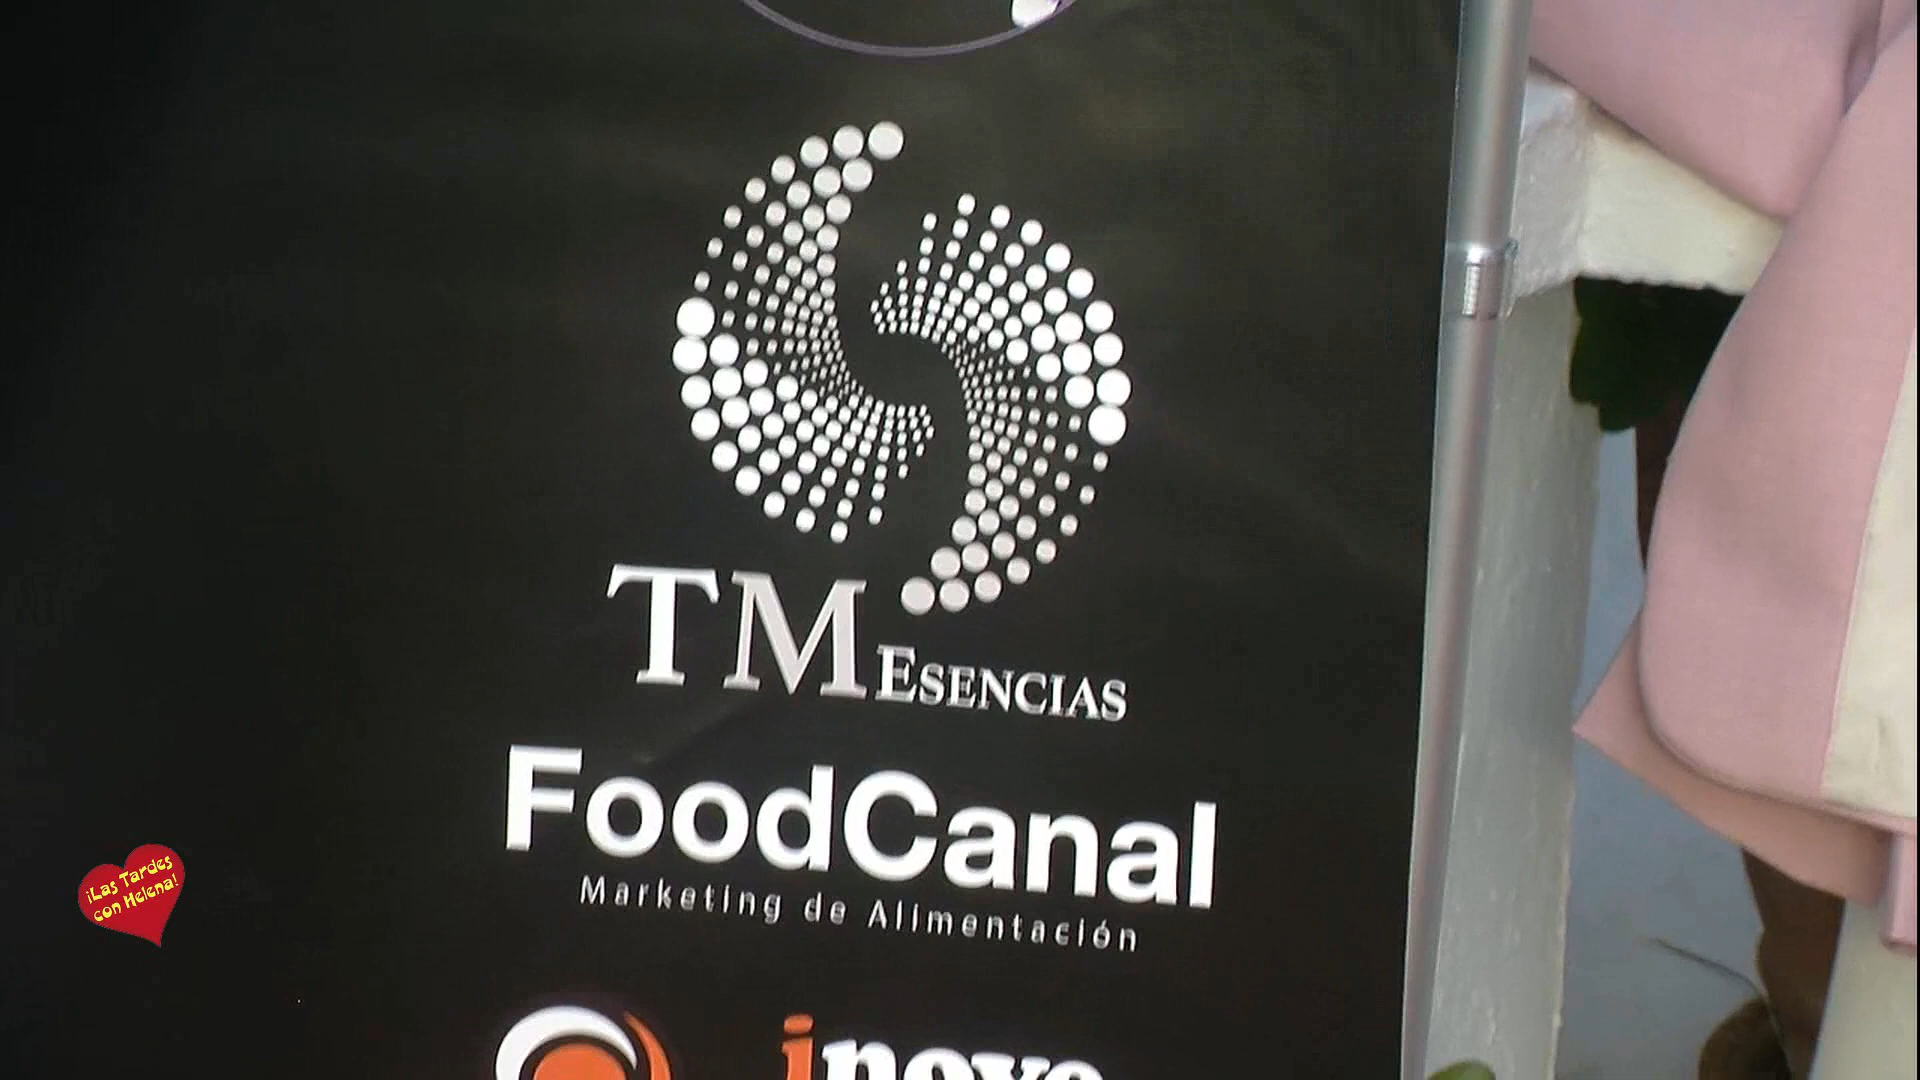 TM ESENCIAS
FoodCanal
Marketing de Alimentación
¡Las Tardes
con Helena!